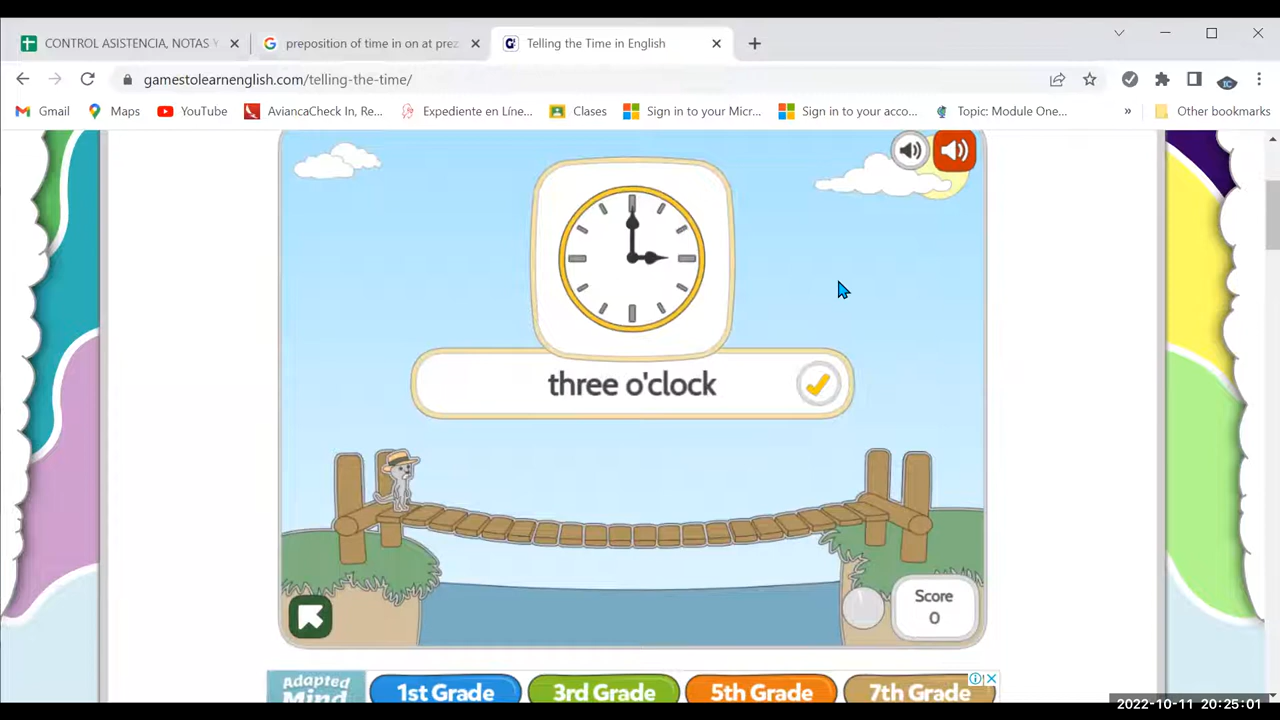 CONTROL ASISTENCIA, NOTAS Y
preposition of time in on at prez
Telling the Time in English
gamestolearnenglish.com/telling-the-time/
IC
Gmail
Maps
YouTube
AviancaCheck In, Re...
Expediente en Líne...
Clases
Sign in to your Micr...
Sign in to your acco...
Topic: Module One...
»
Other bookmarks
three o'clock
Score
0
Adapted
Mind
1st Grade
3rd Grade
5th Grade
7th Grade
2022-10-11 20:25:01